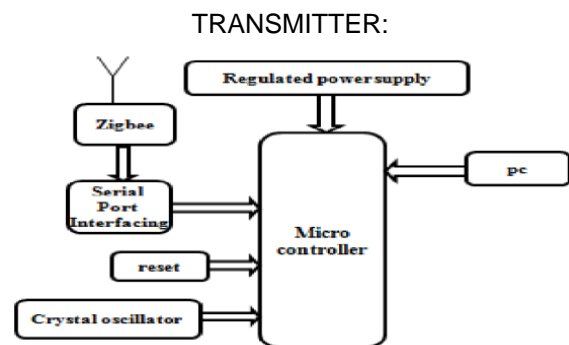 TRANSMITTER:
Regulated power supply
Zigbee
Serial
Port
Interfacing
pc
Micro
controller
reset
Crystal oscillator